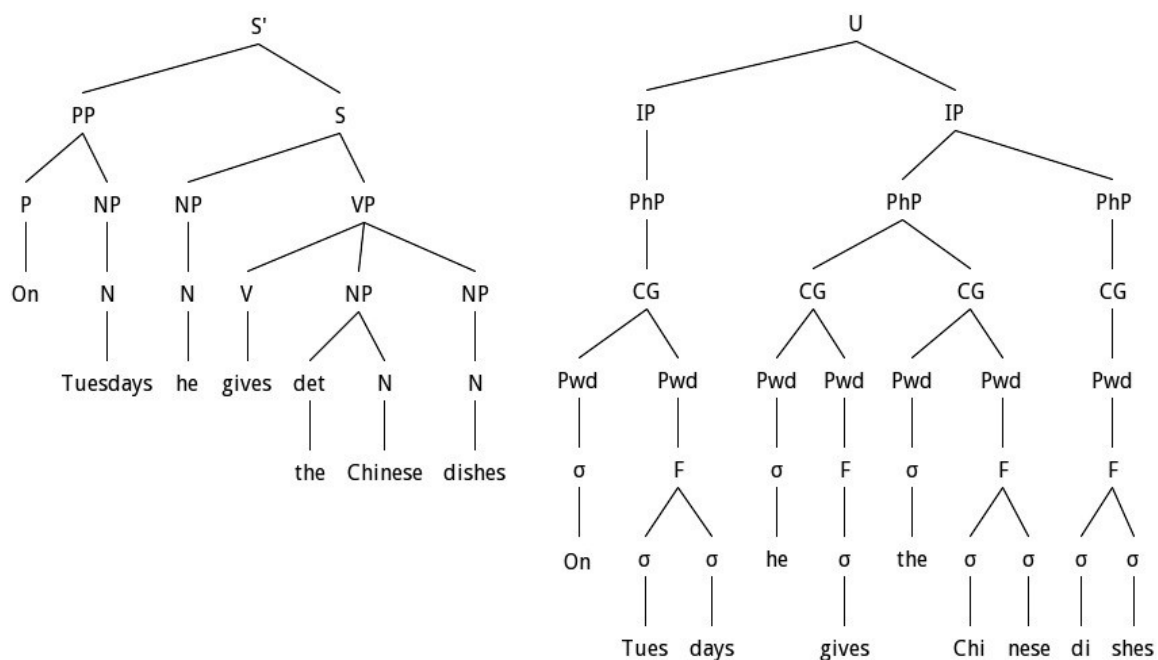 S' U
PP S IP IP
P NP NP VP PhP PhP PhP
On N N V NP NP CG CG CG CG
Tuesdays he gives det N N Pwd Pwd Pwd Pwd Pwd Pwd Pwd
the Chinese dishes σ F σ F σ F F
On σ σ he σ the σ σ σ σ
Tues days gives Chi nese di shes